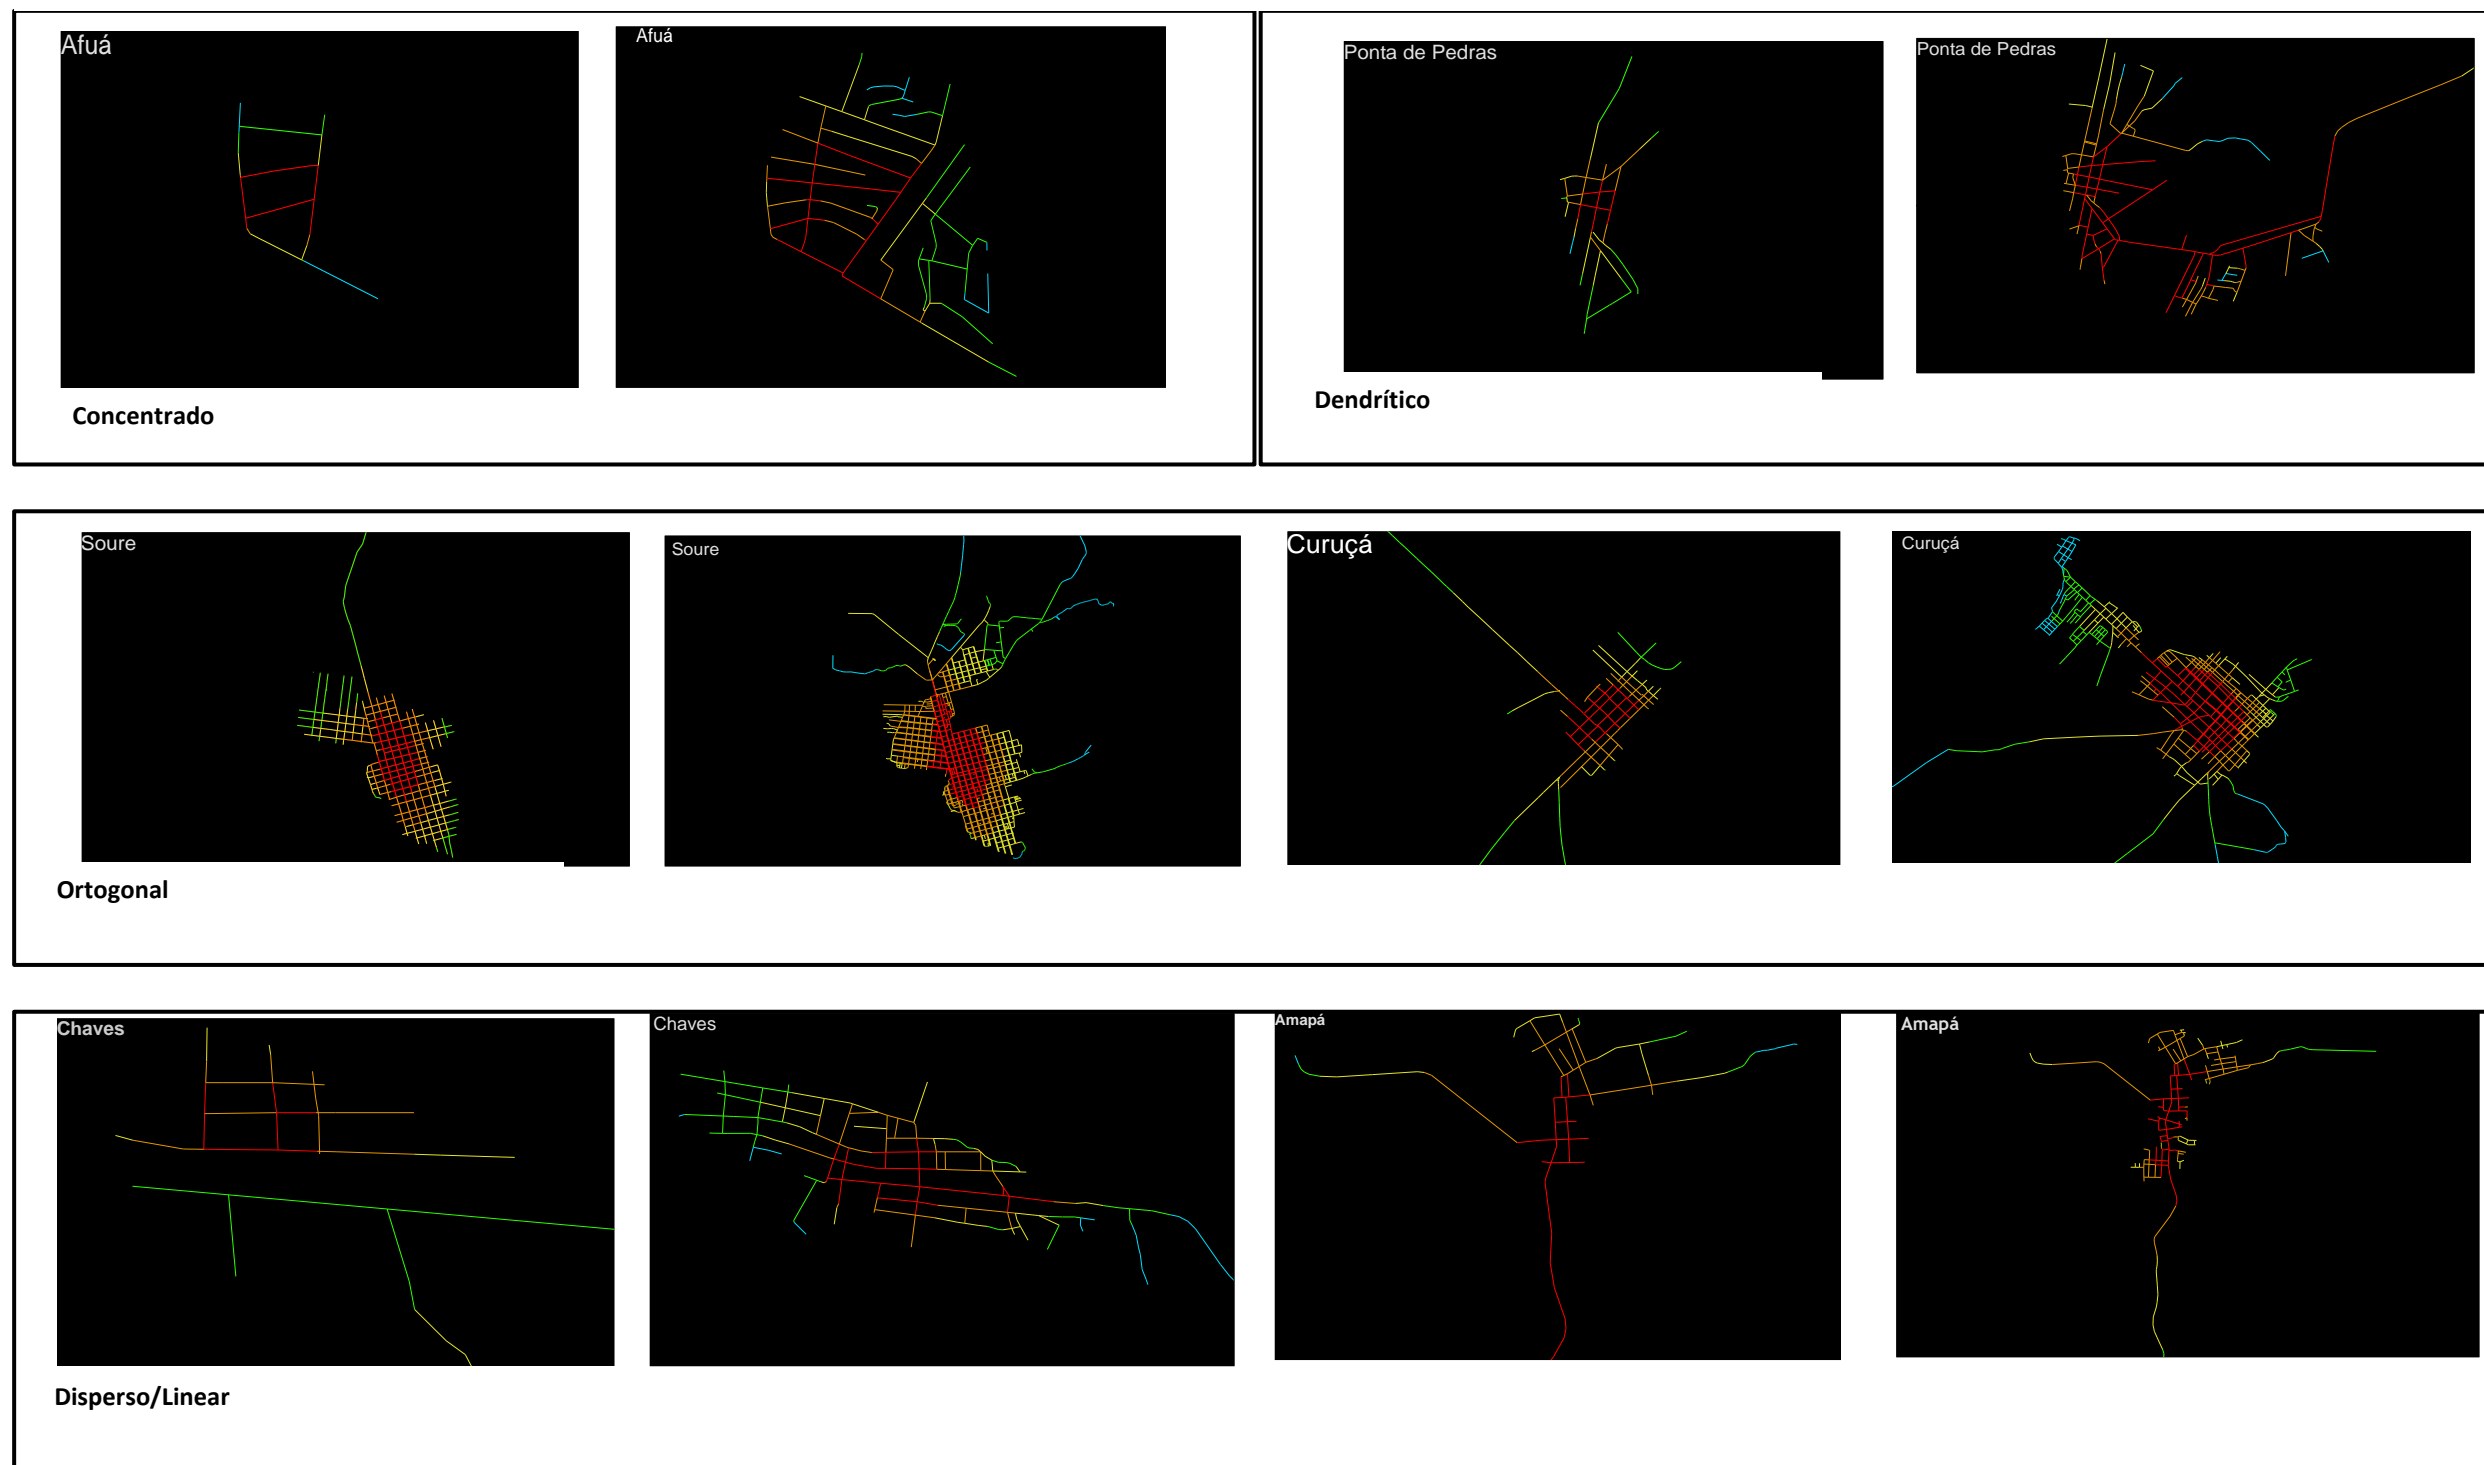 Afuá
Afuá
Concentrado
Ponta de Pedras
Ponta de Pedras
Dendrítico
Soure
Soure
Curuçá
Curuçá
Ortogonal
Chaves
Chaves
Amapá
Amapá
Disperso/Linear